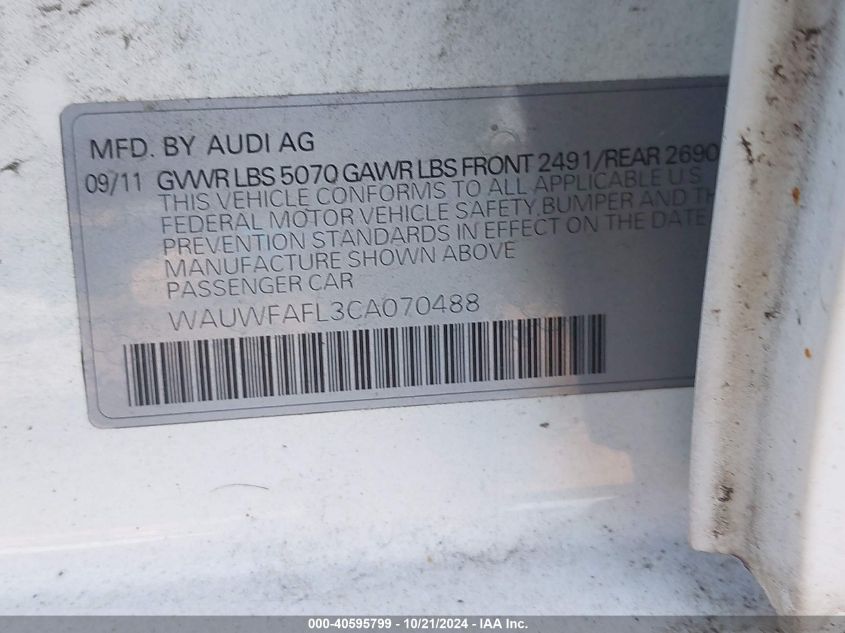 MFD. BY AUDI AG
09/11 GVWR LBS 5070 GAWR LBS FRONT 2491/REAR 2690
THIS VEHICLE CONFORMS TO ALL APPLICABLE U S
FEDERAL MOTOR VEHICLE SAFETY, BUMPER AND
PREVENTION STANDARDS IN EFFECT ON THE DATE
MANUFACTURE SHOWN ABOVE
PASSENGER CAR
WAUWFAFL3CA070488
000-40595799 - 10/21/2024 - IAA Inc.